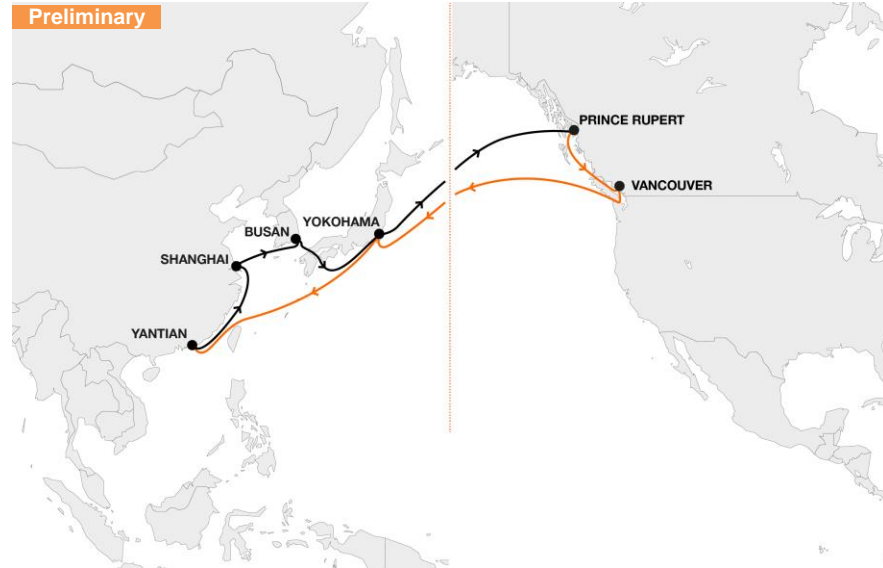 Preliminary
PRINCE RUPERT
VANCOUVER
YOKOHAMA
BUSAN
SHANGHAI
YANTIAN